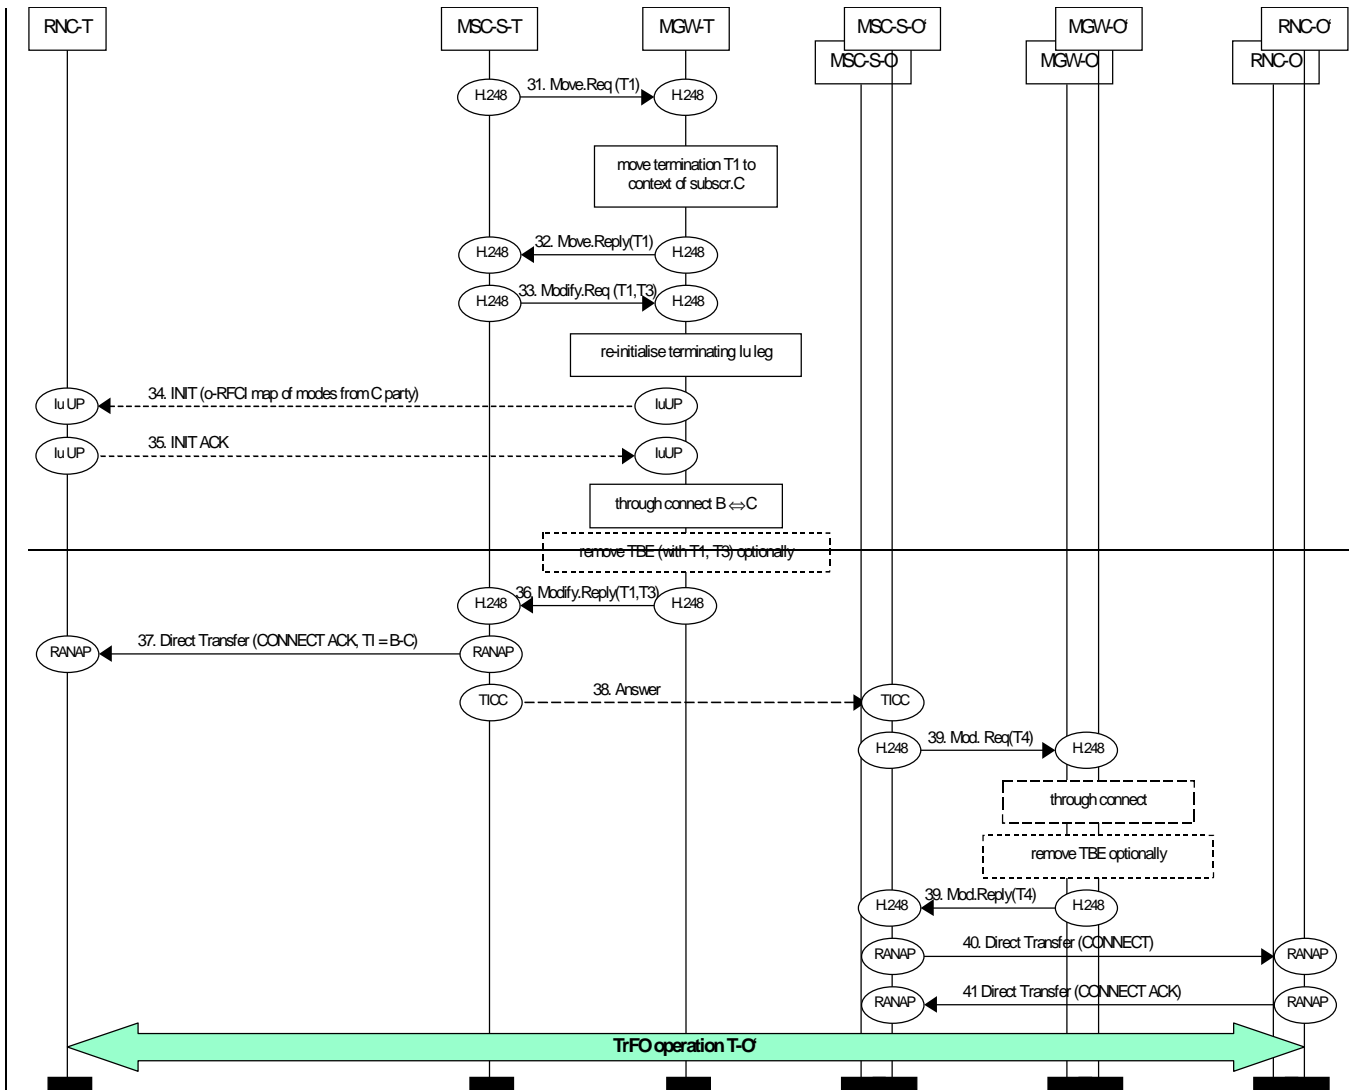 RNC-T MSC-S-T MGW-T MSC-S-O' MGW-O' RNC-O'
MSC-S-O MGW-O RNC-O
H.248 31. Move.Req (T1) H.248
move termination T1 to
context of subscr.C
H.248 32. Move.Reply(T1) H.248
H.248 33. Modify.Req (T1,T3) H.248
re-initialise terminating Iu leg
Iu UP 34. INIT (o-RFCI map of modes from C party) IuUP
Iu UP 35. INIT ACK IuUP
through connect B ⇔ C
remove TBE (with T1, T3) optionally
H.248 36. Modify.Reply(T1,T3) H.248
RANAP 37. Direct Transfer (CONNECT ACK, TI = B-C) RANAP
TICC 38. Answer TICC
H.248 39. Mod. Req(T4) H.248
through connect
remove TBE optionally
H.248 39. Mod.Reply(T4) H.248
RANAP 40. Direct Transfer (CONNECT) RANAP
RANAP 41 Direct Transfer (CONNECT ACK) RANAP
TrFO operation T-O'